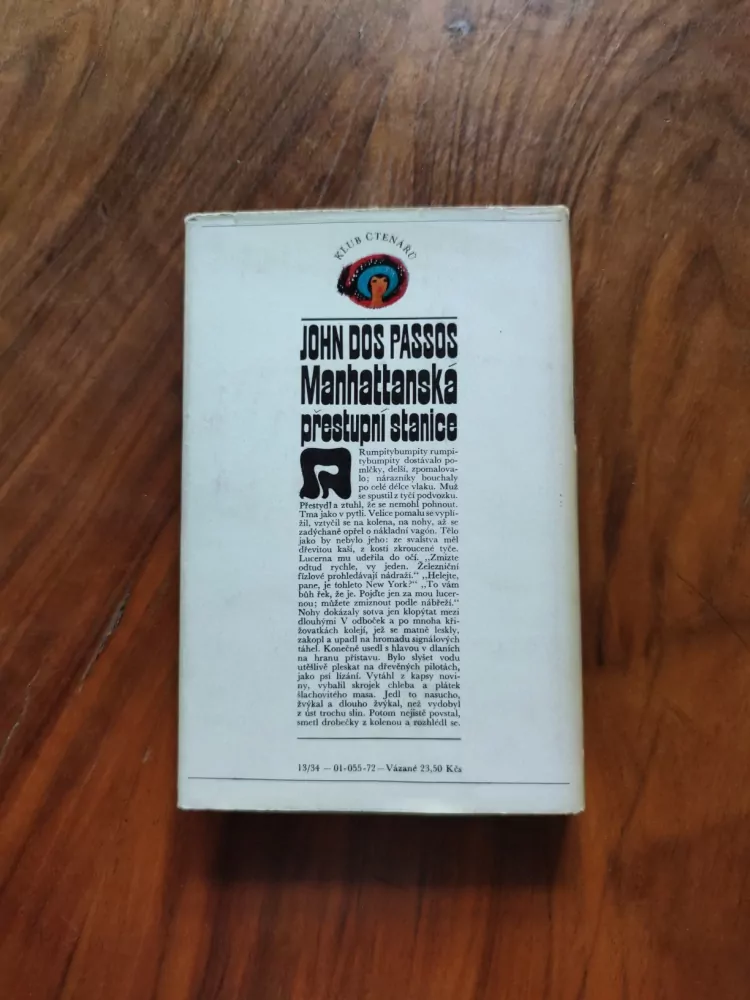 KLUB ČTENÁŘŮ
JOHN DOS PASSOS
Manhattanská
přestupní stanice
Rumpitybumpity rumpi-
tybumpity dostávalo po-
mlčky, delší, zpomalova-
lo; nárazníky bouchaly
po celé délce vlaku. Muž
se spustil z tyčí podvozku.
Přestydl a ztuhl, že se nemohl pohnout.
Tma jako v pytli. Velice pomalu se vyplí-
žil, vztyčil se na kolena, na nohy, až se
zadýchaně opřel o nákladní vagón. Tělo
jako by nebylo jeho: ze svalstva měl
dřevitou kaši, z kostí zkroucené tyče.
Lucerna mu udeřila do očí. „Zmizte
odtud rychle, vy jeden. Železniční
fízlové prohledávají nádraží.“ „Helejte,
pane, je tohleto New York?“ „To vám
bůh řek, že je. Pojďte jen za mou lucer-
nou; můžete zmiznout podle nábřeží.“
Nohy dokázaly sotva jen klopýtat mezi
dlouhými V odboček a po mnoha kři-
žovatkách kolejí, jež se matně leskly,
zakopl a upadl na hromadu signálových
táhel. Konečně usedl s hlavou v dlaních
na hranu přístavu. Bylo slyšet vodu
utěšlivě pleskat na dřevěných pilotách,
jako psí lízání. Vytáhl z kapsy novi-
ny, vybalil skrojek chleba a plátek
šlachovitého masa. Jedl to nasucho,
žvýkal a dlouho žvýkal, než vydobyl
z úst trochu slin. Potom nejistě povstal,
smetl drobečky z kolenou a rozhlédl se.
13/34 — 01-055-72 — Vázané 23,50 Kčs